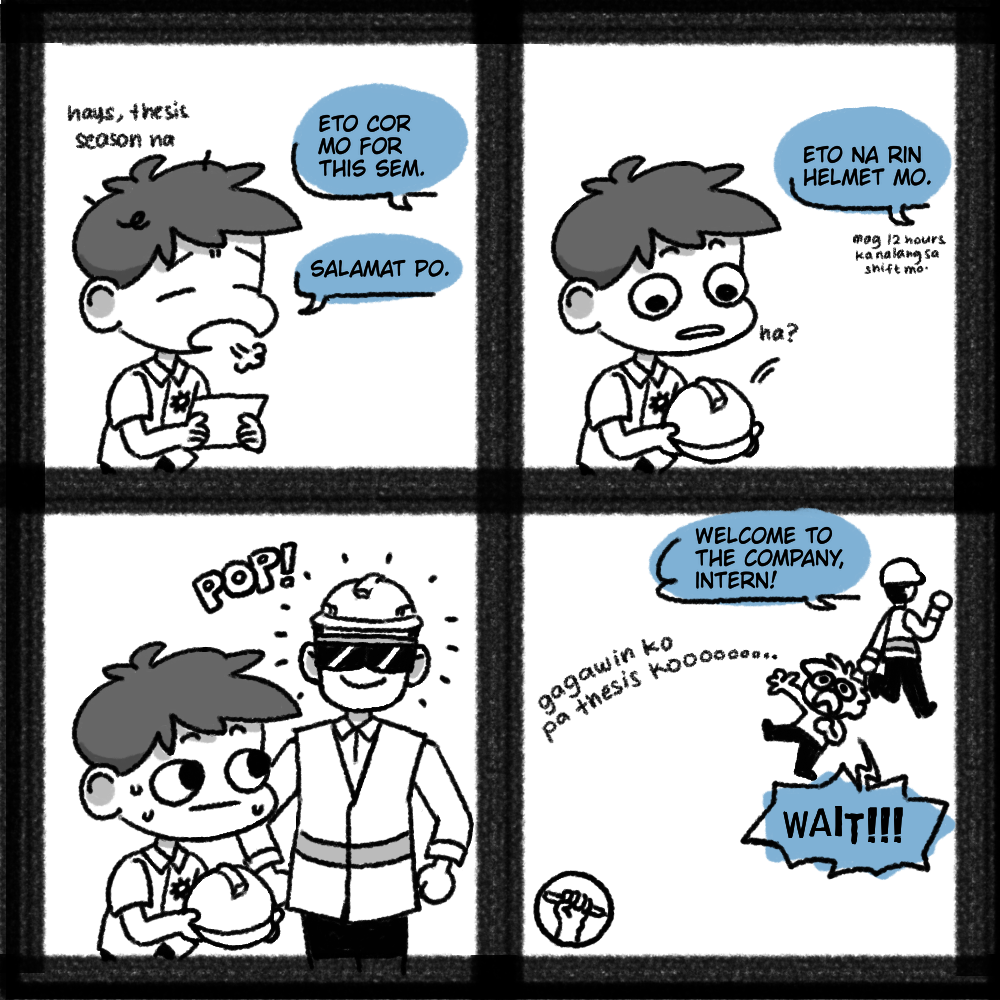 hays, thesis
season na
ETO COR
MO FOR
THIS SEM.
SALAMAT PO.
ETO NA RIN
HELMET MO.
mag 12 hours
ka nalang sa
shift mo.
ha?
POP!
WELCOME TO
THE COMPANY,
INTERN!
gagawin ko
pa thesis kooooooo..
WAIT!!!